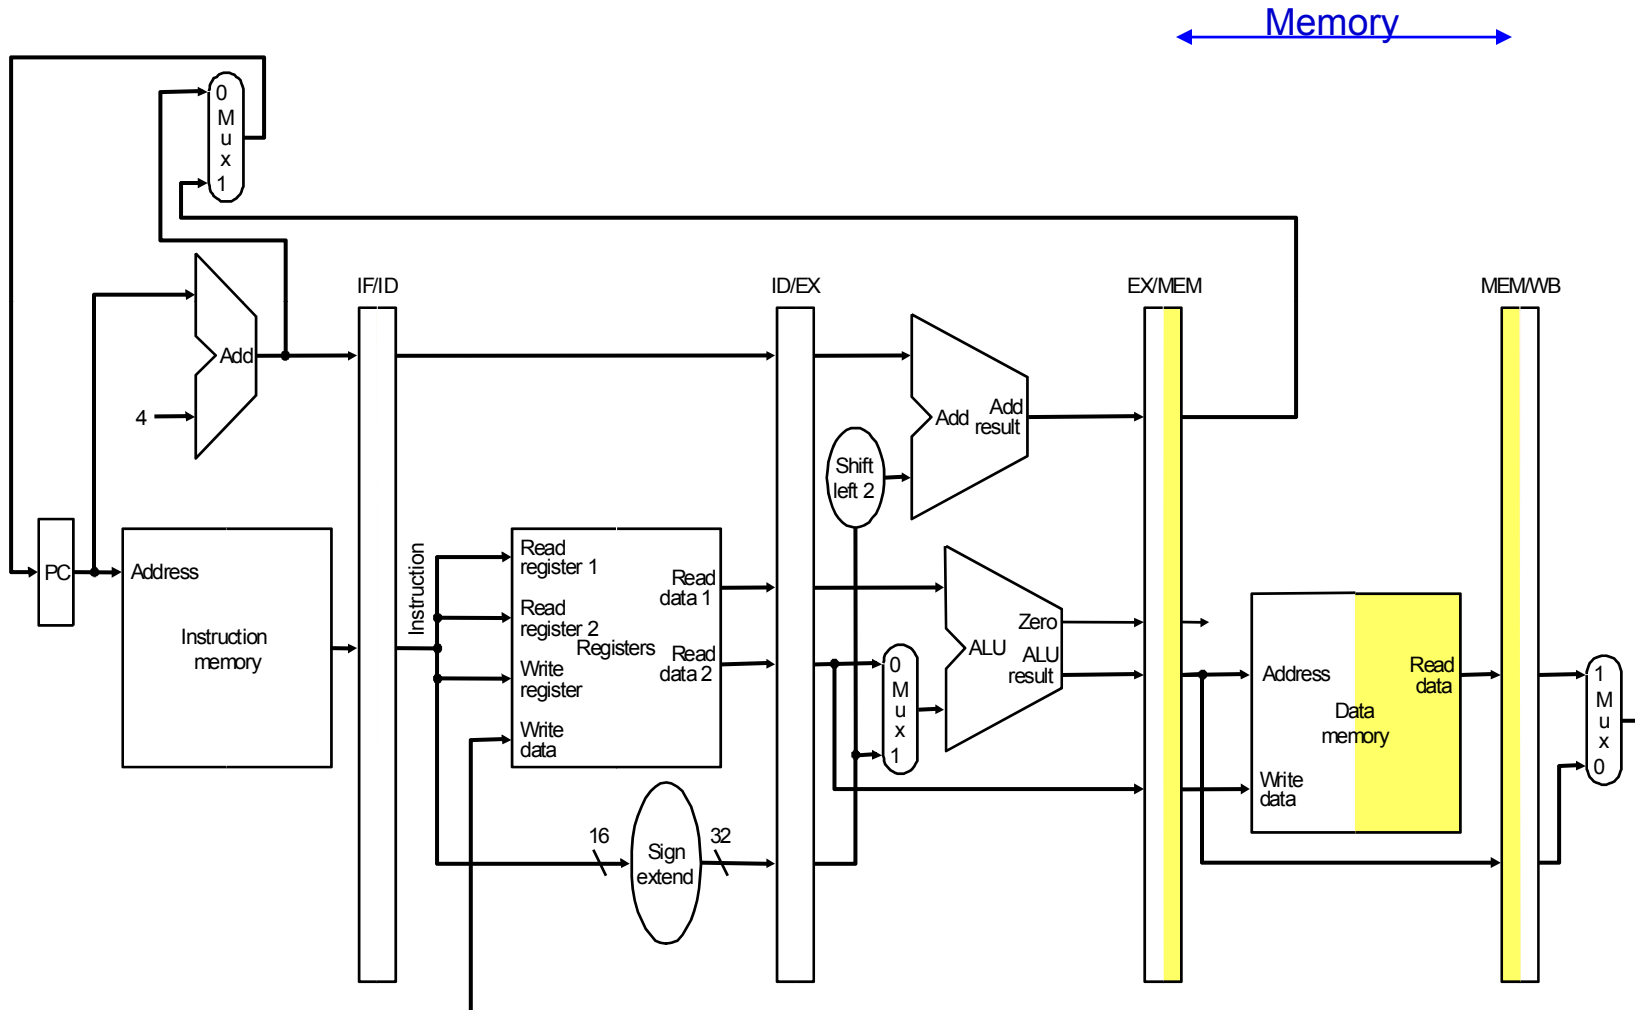 Memory
0
M
u
x
1
IF/ID
ID/EX
EX/MEM
MEM/WB
Add
4
Add
Add
result
Shift
left 2
PC
Address
Instruction
memory
Instruction
Read
register 1
Read
register 2
Write
register
Write
data
Registers
Read
data 1
Read
data 2
16
Sign
extend
32
0
M
u
x
1
Zero
ALU
ALU
result
Address
Read
data
Data
memory
Write
data
1
M
u
x
0